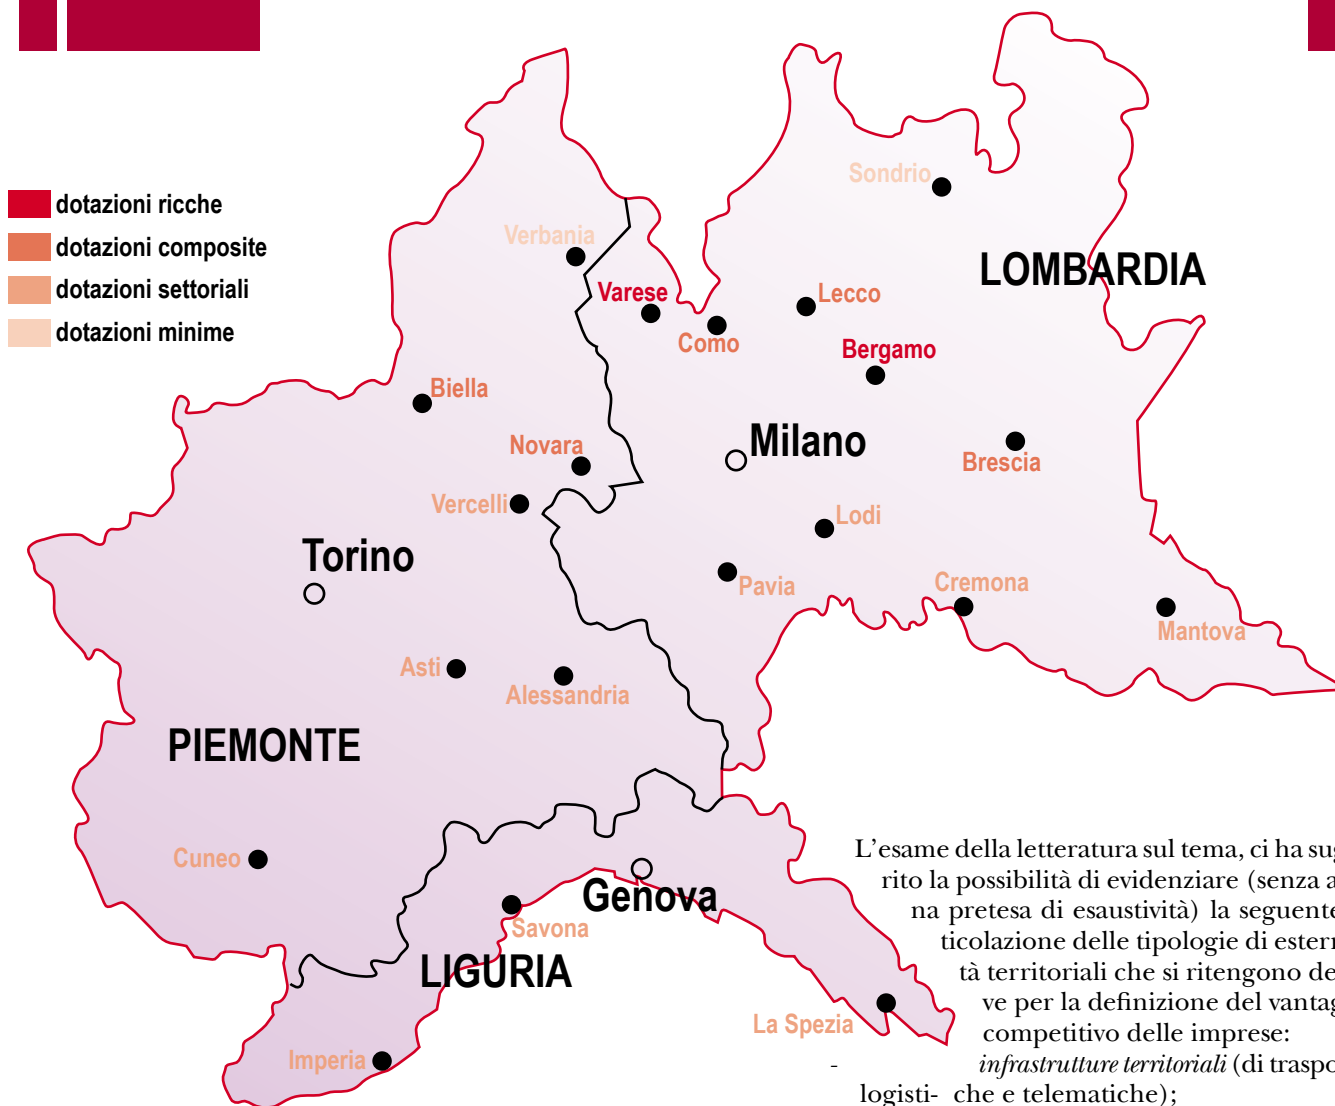 dotazioni ricche
dotazioni composite
dotazioni settoriali
dotazioni minime
Sondrio
Verbania
LOMBARDIA
Varese
Lecco
Como
Bergamo
Biella
Milano
Novara
Brescia
Vercelli
Lodi
Torino
Pavia
Cremona
Mantova
Asti
Alessandria
PIEMONTE
Cuneo
Genova
Savona
LIGURIA
La Spezia
Imperia
L'esame della letteratura sul tema, ci ha sug
rito la possibilità di evidenziare (senza a
na pretesa di esaustività) la seguente
ticolazione delle tipologie di estern
tà territoriali che si ritengono de
ve per la definizione del vantag
competitivo delle imprese:
- infrastrutture territoriali (di traspo
logisti- che e telematiche);